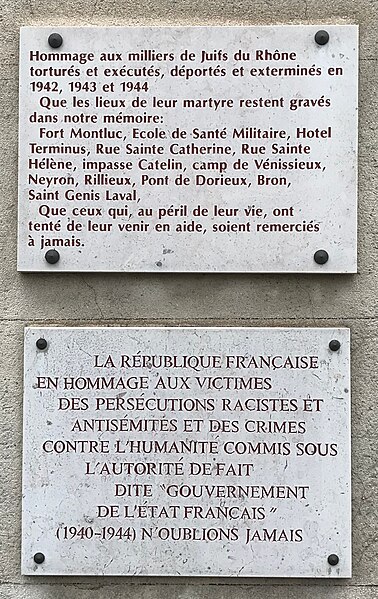 Hommage aux milliers de Juifs du Rhône
torturés et exécutés, déportés et exterminés en
1942, 1943 et 1944
Que les lieux de leur martyre restent gravés
dans notre mémoire:
Fort Montluc, Ecole de Santé Militaire, Hotel
Terminus, Rue Sainte Catherine, Rue Sainte
Hélène, impasse Catelin, camp de Vénissieux,
Neyron, Rillieux, Pont de Dorieux, Bron,
Saint Genis Laval,
Que ceux qui, au péril de leur vie, ont
tenté de leur venir en aide, soient remerciés
à jamais.
LA RÉPUBLIQUE FRANÇAISE
EN HOMMAGE AUX VICTIMES
DES PERSÉCUTIONS RACISTES ET
ANTISÉMITES ET DES CRIMES
CONTRE L'HUMANITÉ COMMIS SOUS
L'AUTORITÉ DE FAIT
DITE "GOUVERNEMENT
DE L'ÉTAT FRANÇAIS"
(1940-1944) N'OUBLIONS JAMAIS